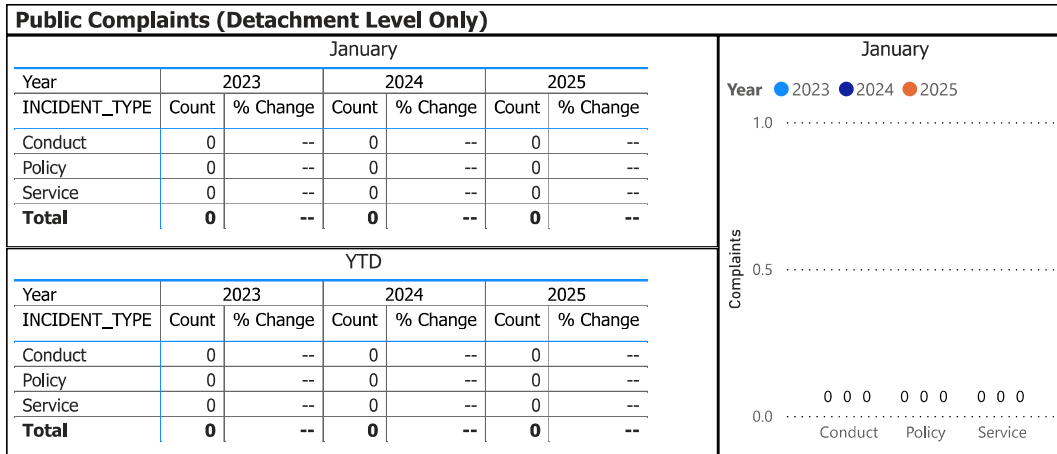 Public Complaints (Detachment Level Only)
January
Year 2023 2024 2025
INCIDENT_TYPE Count % Change Count % Change Count % Change
Conduct 0 -- 0 -- 0 --
Policy 0 -- 0 -- 0 --
Service 0 -- 0 -- 0 --
Total 0 -- 0 -- 0 --
YTD
Year 2023 2024 2025
INCIDENT_TYPE Count % Change Count % Change Count % Change
Conduct 0 -- 0 -- 0 --
Policy 0 -- 0 -- 0 --
Service 0 -- 0 -- 0 --
Total 0 -- 0 -- 0 --
January
Year 2023 2024 2025
1.0
Complaints
0.5
0 0 0 0 0 0 0 0 0
0.0
Conduct Policy Service